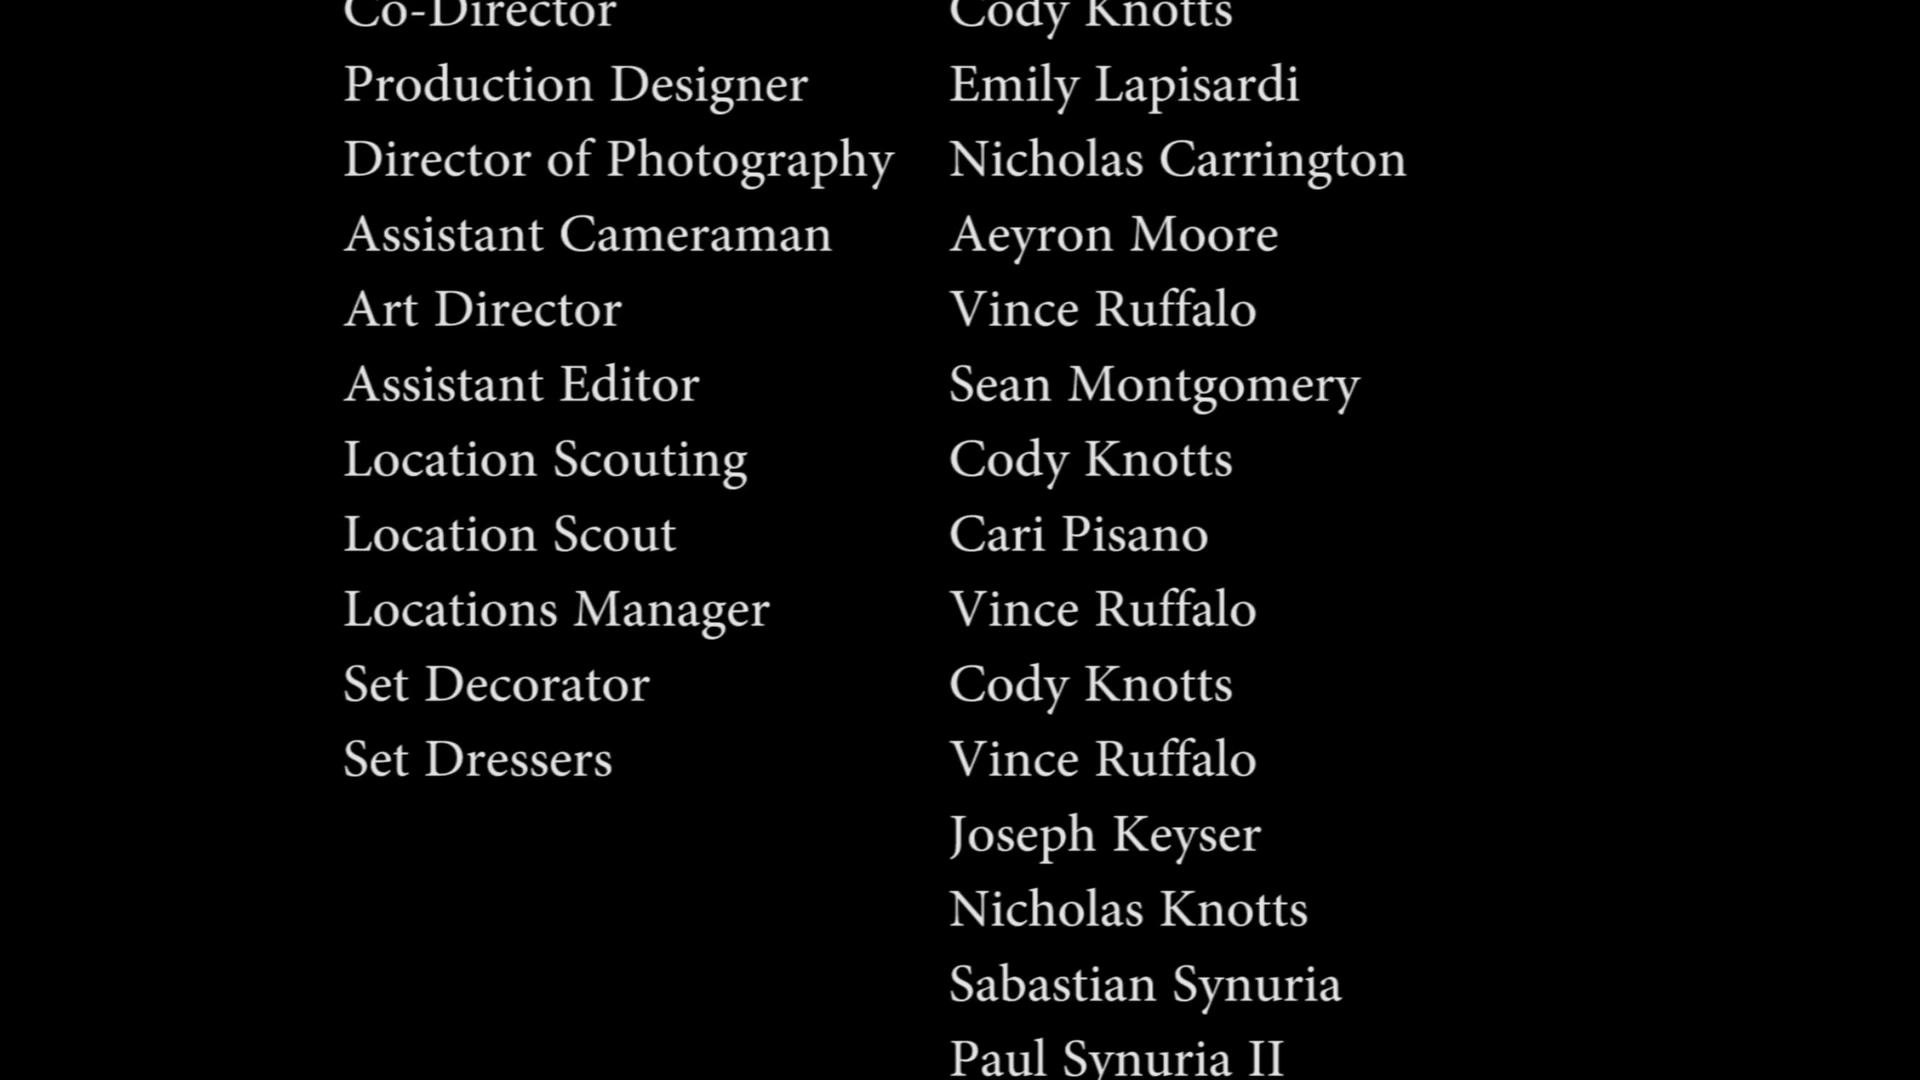 Co-Director Cody Knotts
Production Designer Emily Lapisardi
Director of Photography Nicholas Carrington
Assistant Cameraman Aeyron Moore
Art Director Vince Ruffalo
Assistant Editor Sean Montgomery
Location Scouting Cody Knotts
Location Scout Cari Pisano
Locations Manager Vince Ruffalo
Set Decorator Cody Knotts
Set Dressers Vince Ruffalo
Joseph Keyser
Nicholas Knotts
Sabastian Synuria
Paul Synuria II